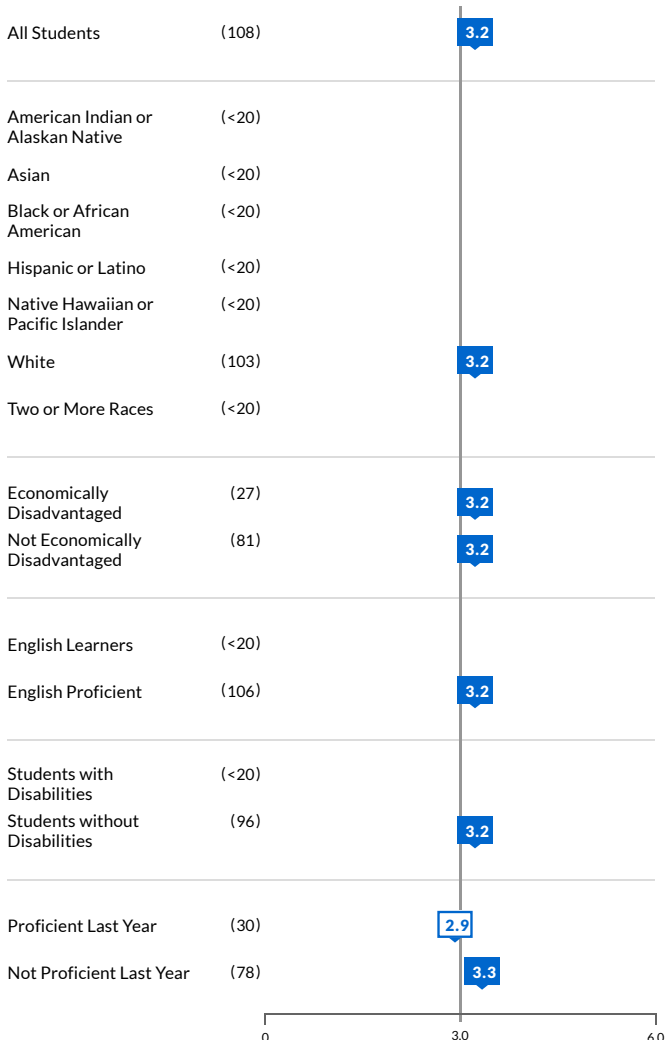 All Students (108) 3.2
American Indian or (<20)
Alaskan Native
Asian (<20)
Black or African (<20)
American
Hispanic or Latino (<20)
Native Hawaiian or (<20)
Pacific Islander
White (103) 3.2
Two or More Races (<20)
Economically (27) 3.2
Disadvantaged
Not Economically (81) 3.2
Disadvantaged
English Learners (<20)
English Proficient (106) 3.2
Students with (<20)
Disabilities
Students without (96) 3.2
Disabilities
Proficient Last Year (30) 2.9
Not Proficient Last Year (78) 3.3
0 3.0 6.0